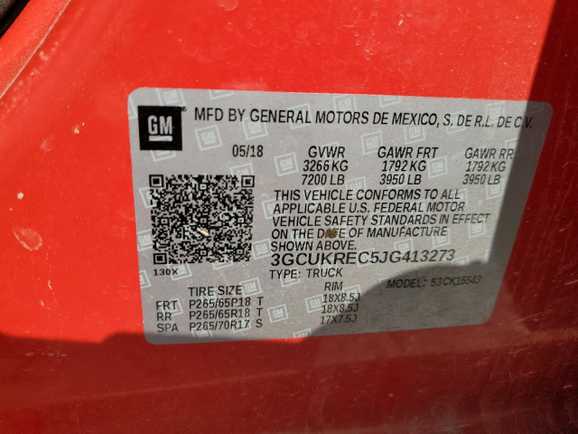 GM
MFD BY GENERAL MOTORS DE MEXICO, S. DE R.L. DE C.V.
05/18 GVWR GAWR FRT GAWR RR
3266 KG 1792 KG 1792 KG
7200 LB 3950 LB 3950 LB
THIS VEHICLE CONFORMS TO ALL
APPLICABLE U.S. FEDERAL MOTOR
VEHICLE SAFETY STANDARDS IN EFFECT
ON THE DATE OF MANUFACTURE
SHOWN ABOVE.
3GCUKREC5JG413273
130X TYPE: TRUCK MODEL: 53CK15543
TIRE SIZE RIM
FRT P265/65R18 T 18X8.5J
RR P265/65R18 T 18X8.5J
SPA P265/70R17 S 17X7.5J